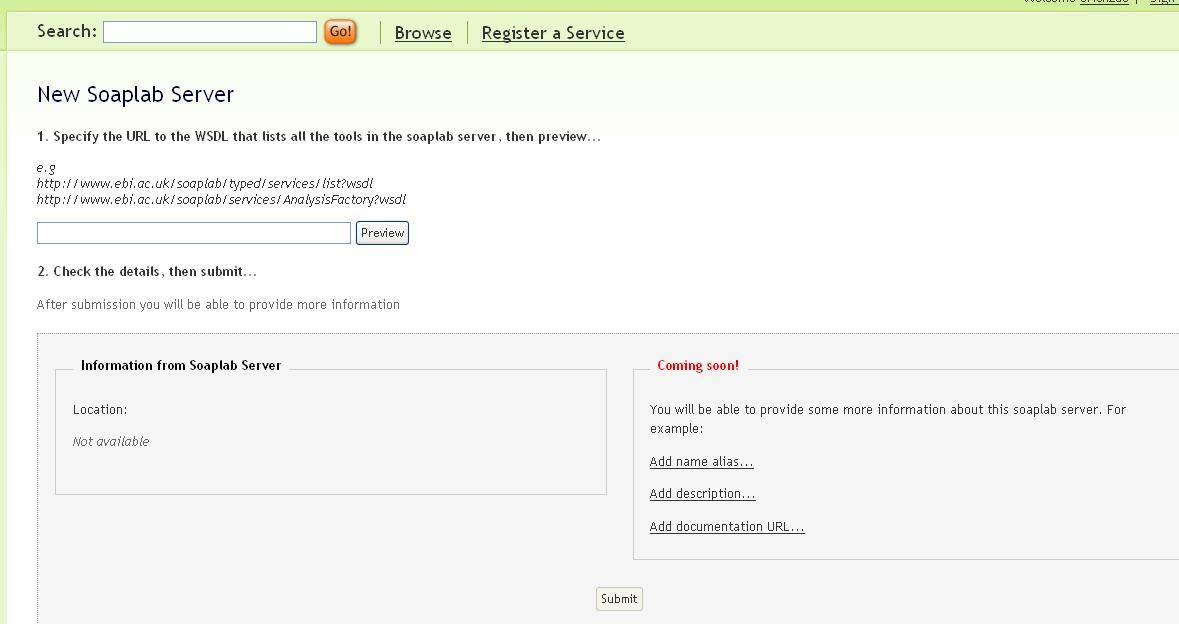 Welcome
Search: Go! Browse Register a Service
New Soaplab Server
1. Specify the URL to the WSDL that lists all the tools in the soaplab server, then preview...
e.g
http://www.ebi.ac.uk/soaplab/typed/services/list?wsdl
http://www.ebi.ac.uk/soaplab/services/AnalysisFactory?wsdl
Preview
2. Check the details, then submit...
After submission you will be able to provide more information
Information from Soaplab Server
Location:
Not available
Coming soon!
You will be able to provide some more information about this soaplab server. For
example:
Add name alias...
Add description...
Add documentation URL...
Submit